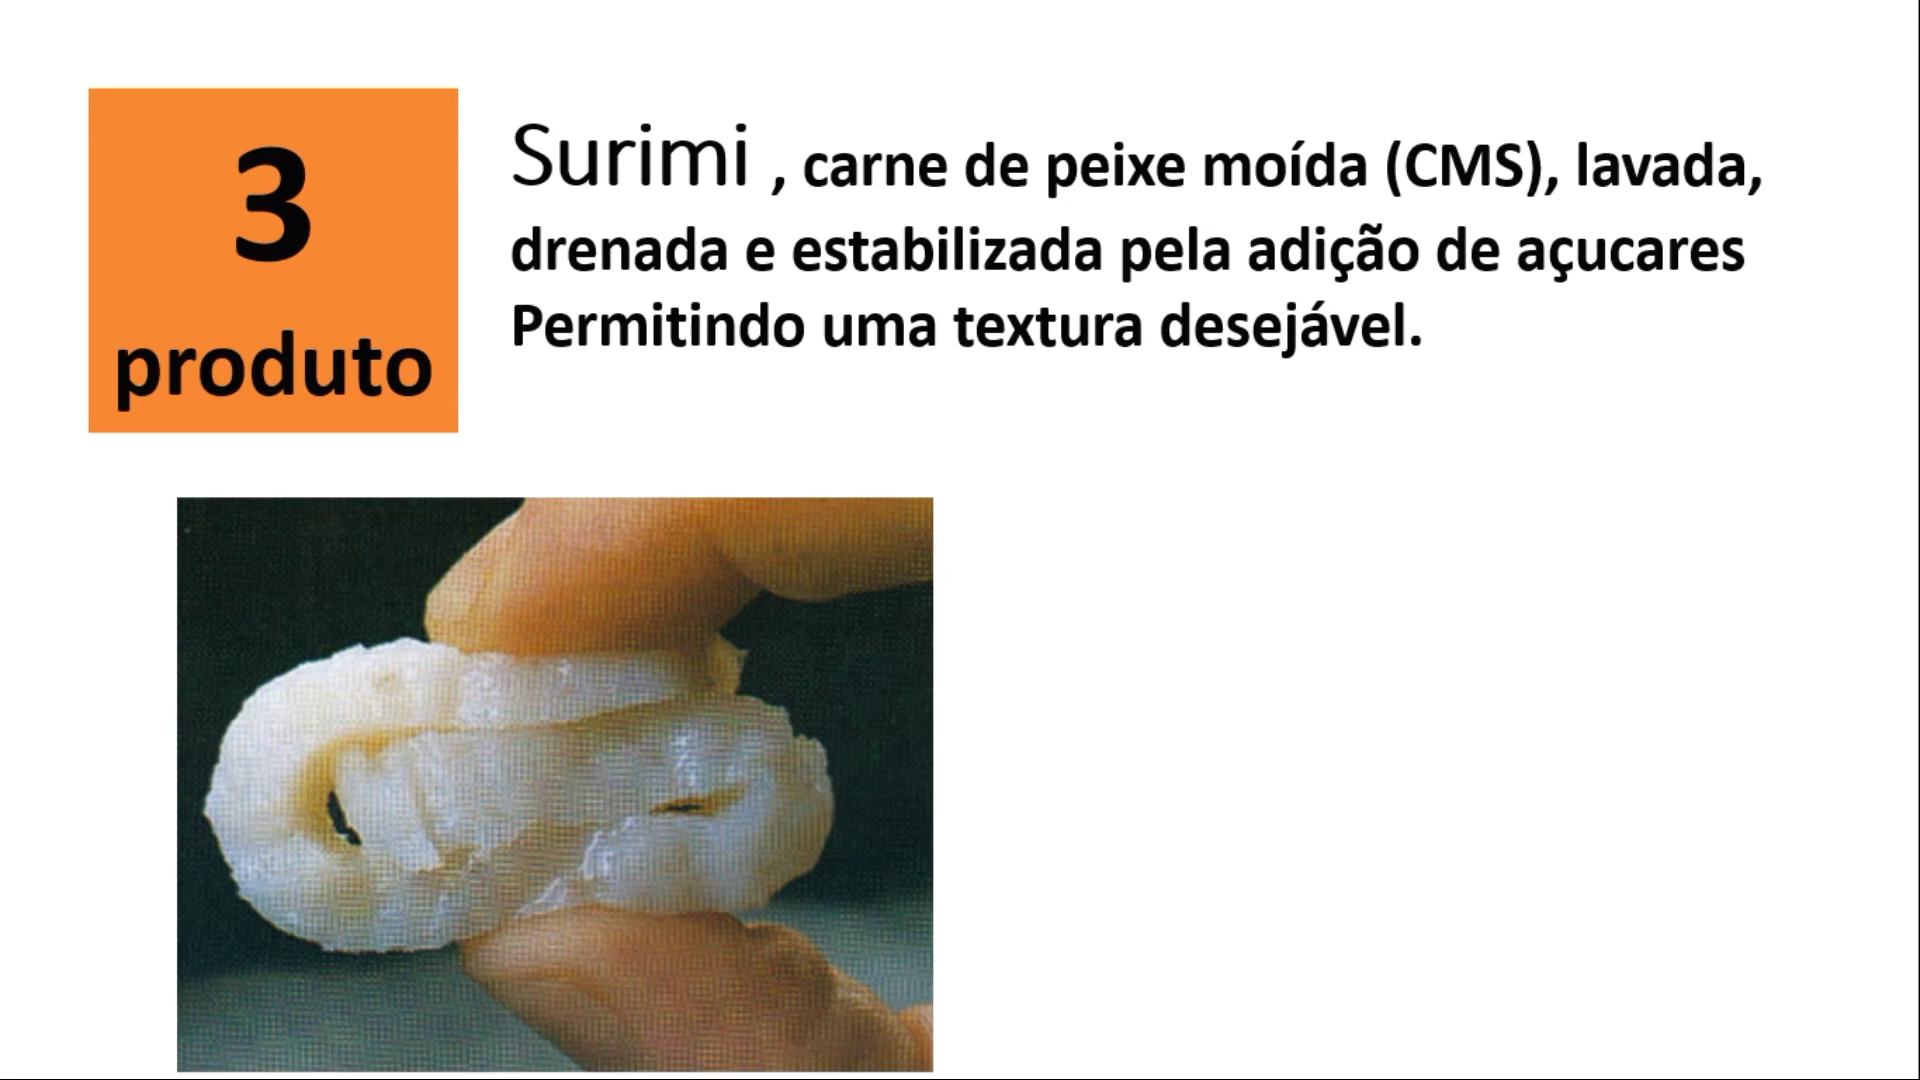 3
produto
Surimi , carne de peixe moída (CMS), lavada,
drenada e estabilizada pela adição de açucares
Permitindo uma textura desejável.